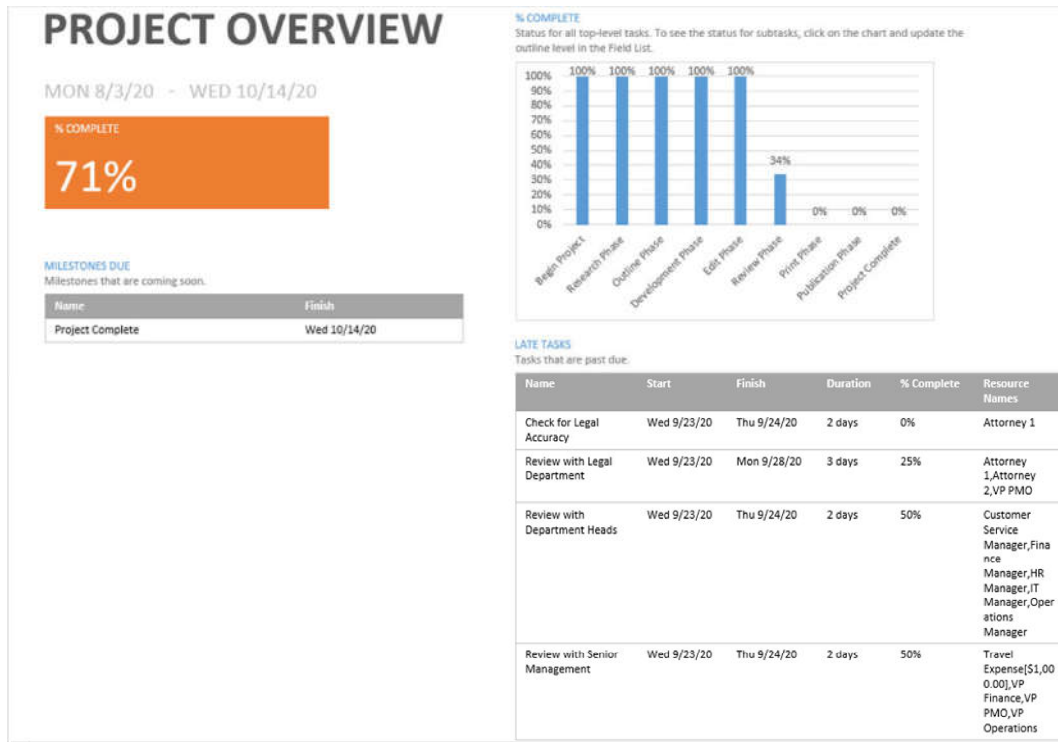 PROJECT OVERVIEW
MON 8/3/20 - WED 10/14/20
% COMPLETE
71%
MILESTONES DUE
Milestones that are coming soon.
Name Finish
Project Complete Wed 10/14/20
% COMPLETE
Status for all top-level tasks. To see the status for subtasks, click on the chart and update the
outline level in the Field List.
100% 100% 100% 100% 100%
34%
0% 0% 0%
100%
90%
80%
70%
60%
50%
40%
30%
20%
10%
0%
Begin Project
Research Phase
Outline Phase
Development Phase
Edit Phase
Review Phase
Print Phase
Publication Phase
Project Complete
LATE TASKS
Tasks that are past due.
Name Start Finish Duration % Complete Resource
Names
Check for Legal Wed 9/23/20 Thu 9/24/20 2 days 0% Attorney 1
Accuracy
Review with Legal Wed 9/23/20 Mon 9/28/20 3 days 25% Attorney
Department 1,Attorney
2,VP PMO
Review with Wed 9/23/20 Thu 9/24/20 2 days 50% Customer
Department Heads Service
Manager,Fina
nce
Manager,HR
Manager,IT
Manager,Oper
ations
Manager
Review with Senior Wed 9/23/20 Thu 9/24/20 2 days 50% Travel
Management Expense[$1,00
0.00],VP
Finance,VP
PMO,VP
Operations